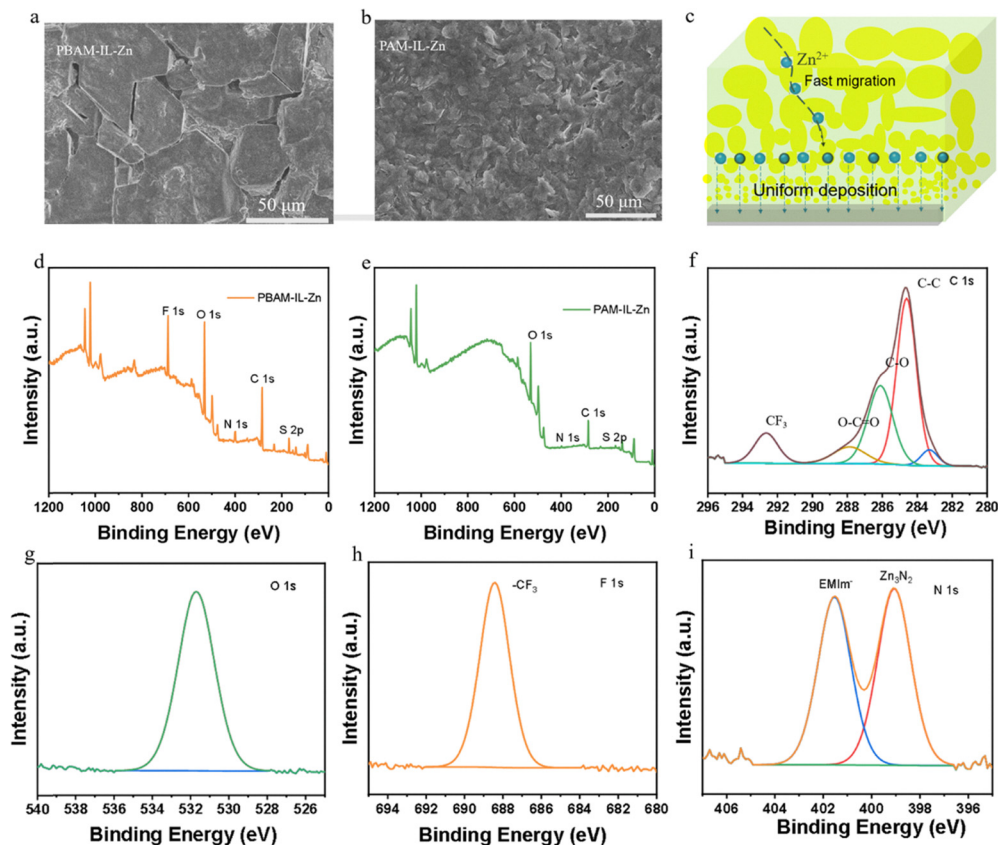 a
PBAM-IL-Zn
50 μm
b
PAM-IL-Zn
50 μm
c
Zn²⁺
Fast migration
Uniform deposition
d
Intensity (a.u.)
PBAM-IL-Zn
F 1s
O 1s
C 1s
N 1s
S 2p
1200 1000 800 600 400 200 0
Binding Energy (eV)
e
Intensity (a.u.)
PAM-IL-Zn
O 1s
C 1s
N 1s
S 2p
1200 1000 800 600 400 200 0
Binding Energy (eV)
f
Intensity (a.u.)
C-C C 1s
C-O
O-C=O
CF₃
296 294 292 290 288 286 284 282 280
Binding Energy (eV)
g
Intensity (a.u.)
O 1s
540 538 536 534 532 530 528 526
Binding Energy (eV)
h
Intensity (a.u.)
-CF₃ F 1s
694 692 690 688 686 684 682 680
Binding Energy (eV)
i
Intensity (a.u.)
EMIm⁻ Zn₃N₂
N 1s
406 404 402 400 398 396
Binding Energy (eV)